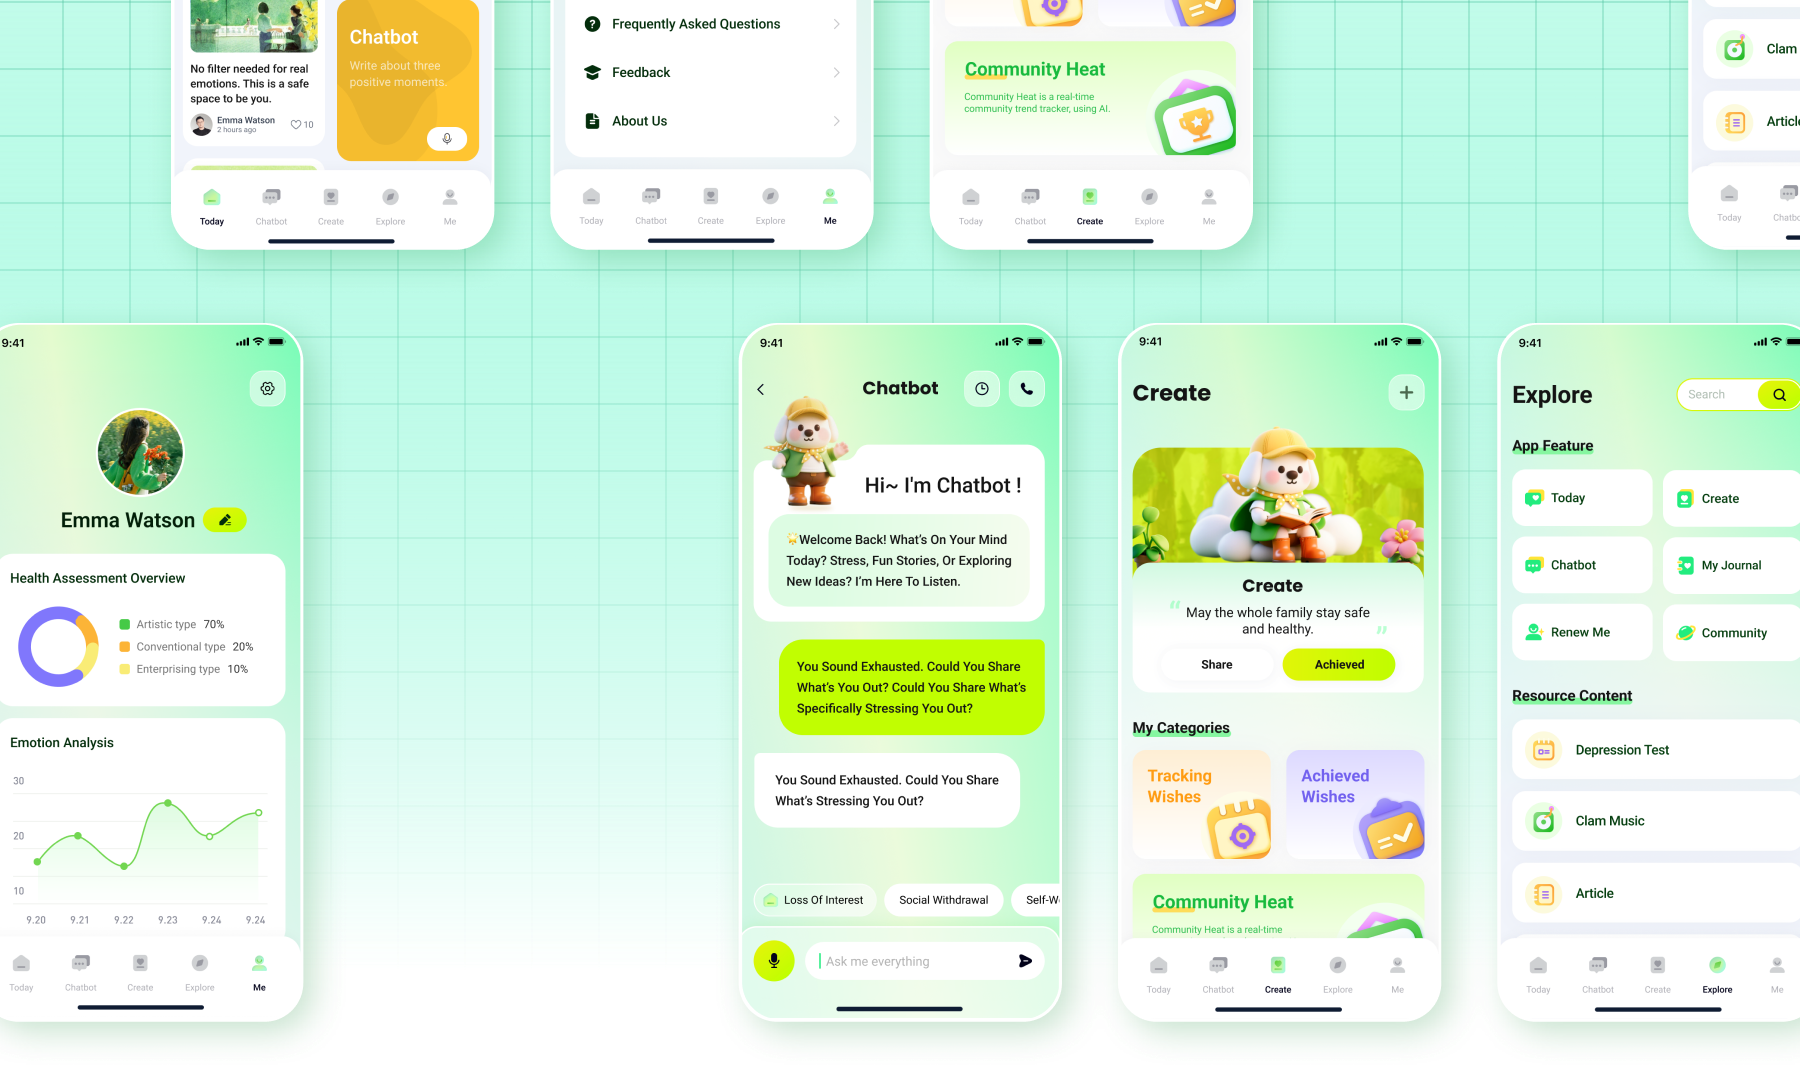 No filter needed for real
emotions. This is a safe
space to be you.
Emma Watson
2 hours ago
10
Chatbot
Write about three
positive moments.
Today
Chatbot
Create
Explore
Me
Frequently Asked Questions
Feedback
About Us
Today
Chatbot
Create
Explore
Me
Community Heat
Community Heat is a real-time
community trend tracker, using AI.
Today
Chatbot
Create
Explore
Me
Clam
Article
Today
Chatbot
9:41
Emma Watson
Health Assessment Overview
Artistic type 70%
Conventional type 20%
Enterprising type 10%
Emotion Analysis
30
20
10
9.20 9.21 9.22 9.23 9.24 9.24
Today
Chatbot
Create
Explore
Me
9:41
Chatbot
Hi~ I'm Chatbot !
Welcome Back! What's On Your Mind
Today? Stress, Fun Stories, Or Exploring
New Ideas? I'm Here To Listen.
You Sound Exhausted. Could You Share
What's You Out? Could You Share What's
Specifically Stressing You Out?
You Sound Exhausted. Could You Share
What's Stressing You Out?
Loss Of Interest
Social Withdrawal
Self-W
Ask me everything
9:41
Create
Create
“ May the whole family stay safe
and healthy. ”
Share
Achieved
My Categories
Tracking
Wishes
Achieved
Wishes
Community Heat
Community Heat is a real-time
Today
Chatbot
Create
Explore
Me
9:41
Explore
Search
App Feature
Today
Create
Chatbot
My Journal
Renew Me
Community
Resource Content
Depression Test
Clam Music
Article
Today
Chatbot
Create
Explore
Me